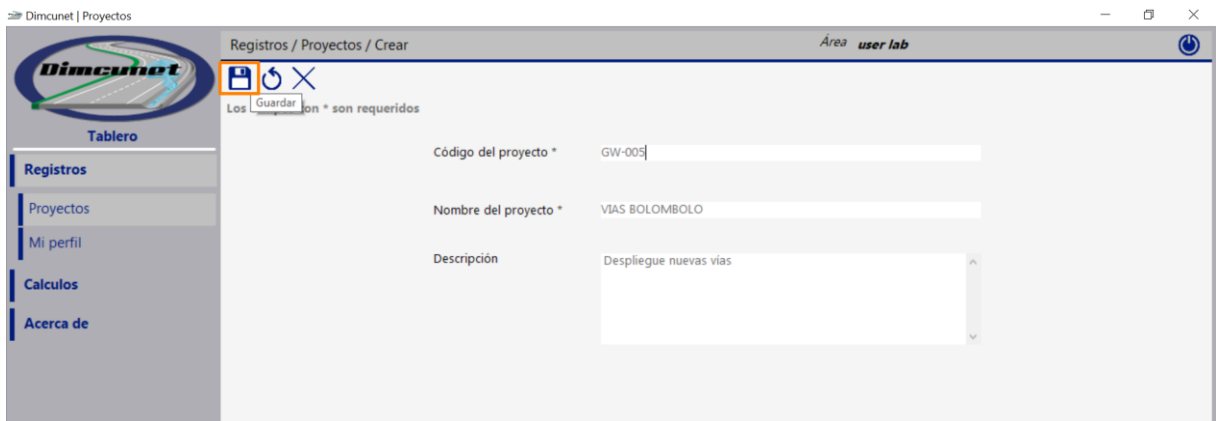 Dimcunet | Proyectos
Dimcunet
Registros / Proyectos / Crear
Área user lab
Guardar
Los on * son requeridos
Tablero
Registros
Proyectos
Mi perfil
Calculos
Acerca de
Código del proyecto *
GW-005
Nombre del proyecto *
VIAS BOLOMBOLO
Descripción
Despliegue nuevas vías